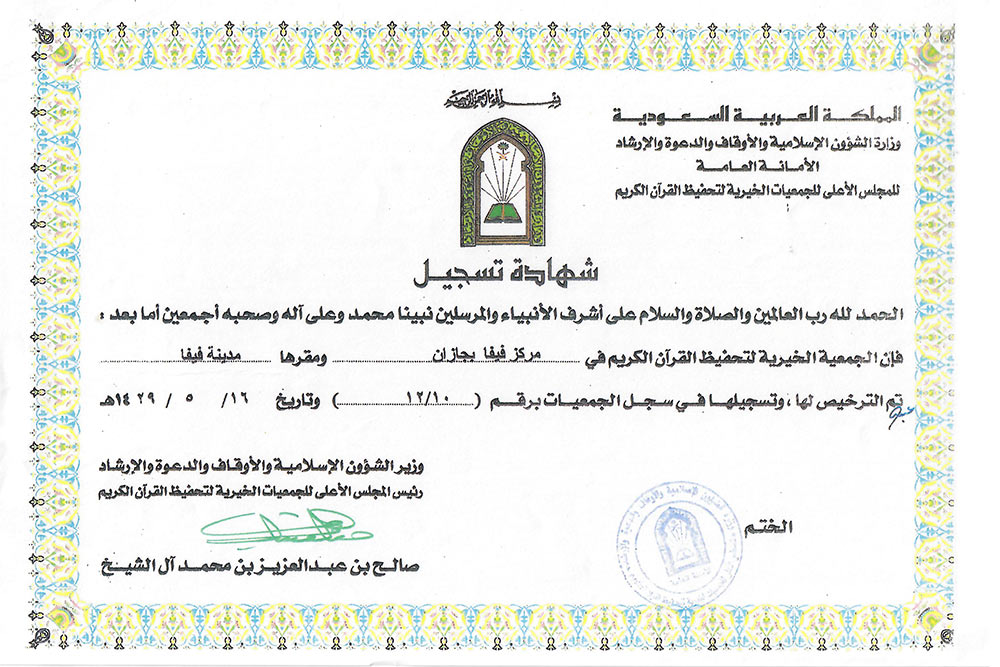 بسم الله الرحمن الرحيم
المملكة العربية السعودية
وزارة الشؤون الإسلامية والأوقاف والدعوة والإرشاد
الأمانة العامة
للمجلس الأعلى للجمعيات الخيرية لتحفيظ القرآن الكريم
شهادة تسجيل
الحمد لله رب العالمين والصلاة والسلام على أشرف الأنبياء والمرسلين نبينا محمد وعلى آله وصحبه أجمعين أما بعد :
فإن الجمعية الخيرية لتحفيظ القرآن الكريم في مركز فيفا بجازان ومقرها مدينة فيفا
تم الترخيص لها ، وتسجيلها في سجل الجمعيات برقم ( ١٢/١٠ ) وتاريخ ١٦ / ٥ / ١٤٢٩هـ
وزير الشؤون الإسلامية والأوقاف والدعوة والإرشاد
رئيس المجلس الأعلى للجمعيات الخيرية لتحفيظ القرآن الكريم
الختم
صالح بن عبدالعزيز بن محمد آل الشيخ